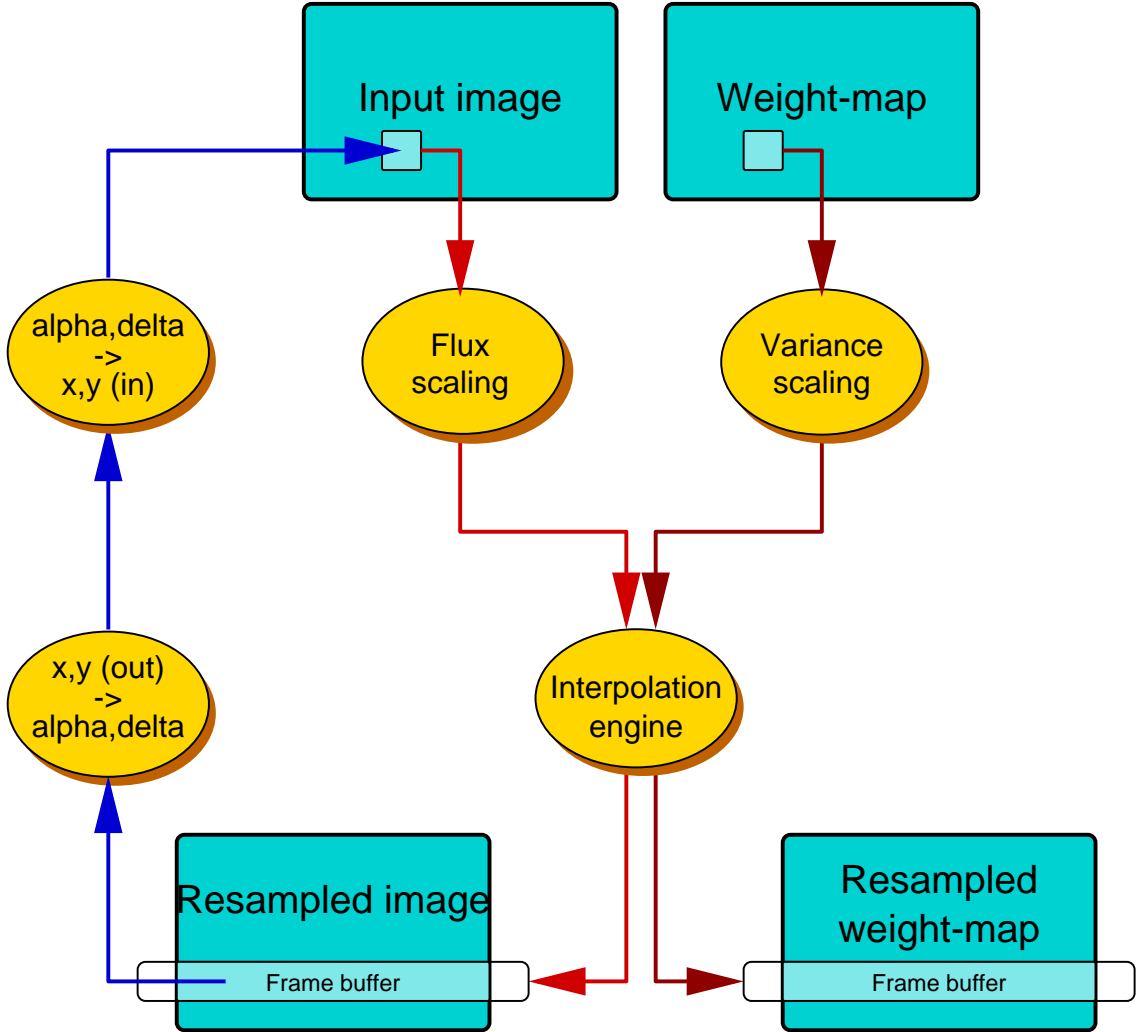 Input image
Weight-map
alpha,delta
->
x,y (in)
Flux
scaling
Variance
scaling
x,y (out)
->
alpha,delta
Interpolation
engine
Resampled image
Frame buffer
Resampled
weight-map
Frame buffer